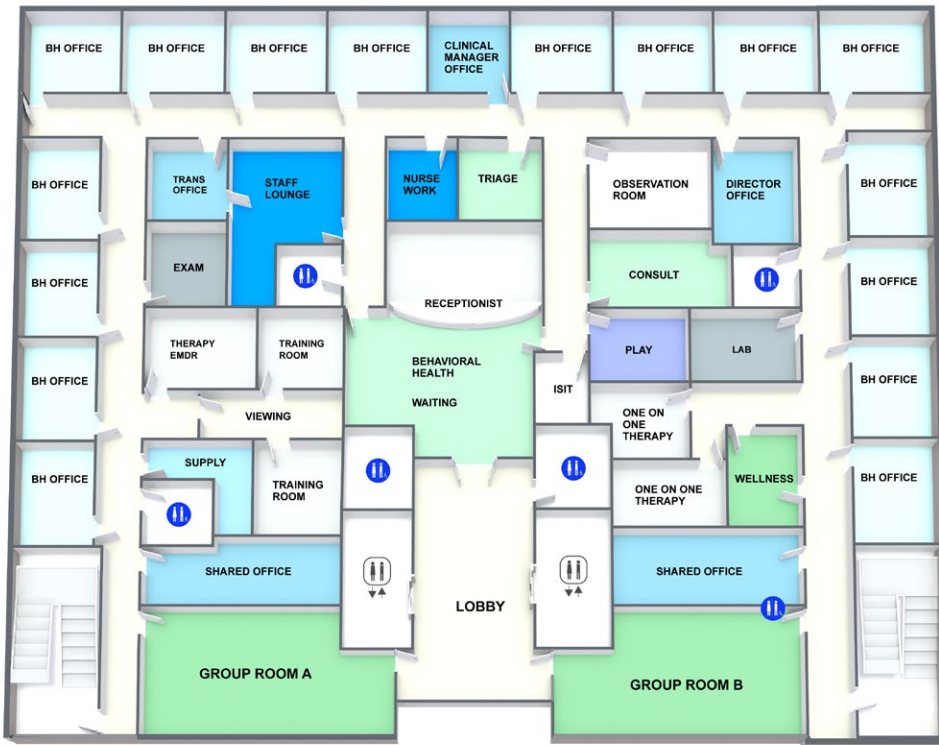 BH OFFICE
BH OFFICE
BH OFFICE
BH OFFICE
CLINICAL
MANAGER
OFFICE
BH OFFICE
BH OFFICE
BH OFFICE
BH OFFICE
BH OFFICE
TRANS
OFFICE
STAFF
LOUNGE
NURSE
WORK
TRIAGE
OBSERVATION
ROOM
DIRECTOR
OFFICE
BH OFFICE
BH OFFICE
EXAM
RECEPTIONIST
CONSULT
BH OFFICE
BH OFFICE
THERAPY
EMDR
TRAINING
ROOM
BEHAVIORAL
HEALTH
WAITING
PLAY
LAB
BH OFFICE
VIEWING
ISIT
ONE ON
ONE
THERAPY
BH OFFICE
SUPPLY
TRAINING
ROOM
ONE ON ONE
THERAPY
WELLNESS
BH OFFICE
SHARED OFFICE
LOBBY
SHARED OFFICE
GROUP ROOM A
GROUP ROOM B